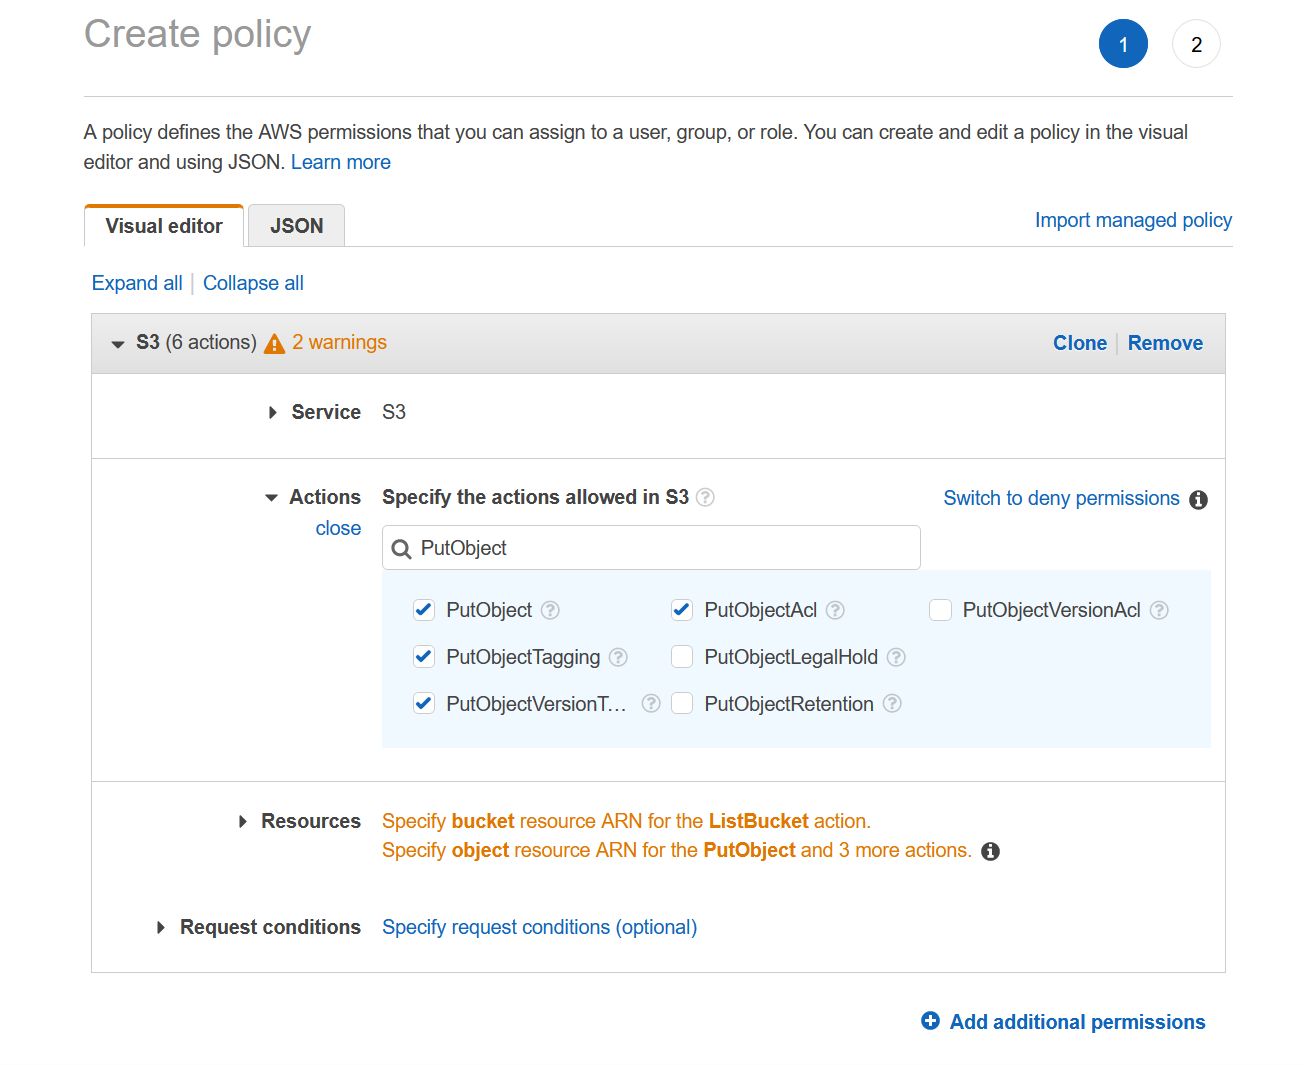 Create policy
1
2
A policy defines the AWS permissions that you can assign to a user, group, or role. You can create and edit a policy in the visual
editor and using JSON. Learn more
Visual editor
JSON
Import managed policy
Expand all
Collapse all
S3 (6 actions) 2 warnings
Clone
Remove
Service S3
Actions
close
Specify the actions allowed in S3 ?
Switch to deny permissions i
PutObject
PutObject ? PutObjectAcl ? PutObjectVersionAcl ?
PutObjectTagging ? PutObjectLegalHold ?
PutObjectVersionT... ? PutObjectRetention ?
Resources
Specify bucket resource ARN for the ListBucket action.
Specify object resource ARN for the PutObject and 3 more actions. i
Request conditions Specify request conditions (optional)
Add additional permissions